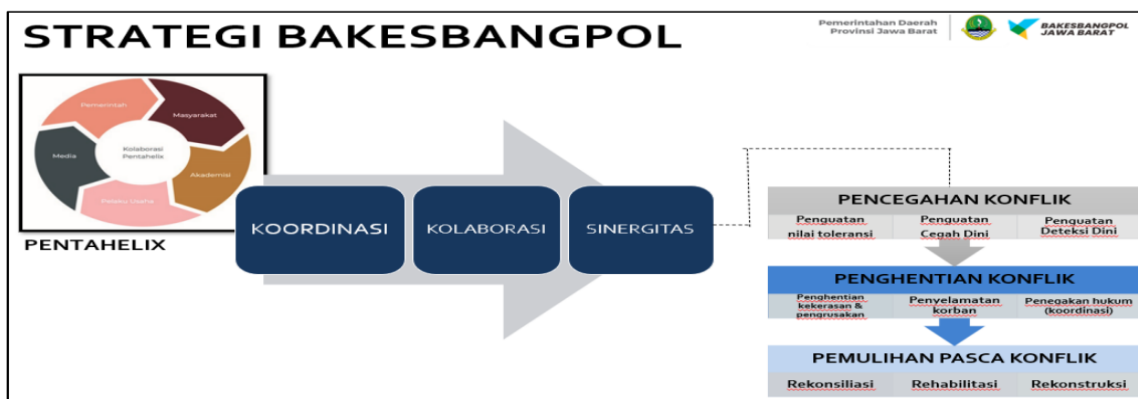 STRATEGI BAKESBANGPOL
Pemerintahan Daerah
Provinsi Jawa Barat
BAKESBANGPOL
JAWA BARAT
Pemerintah
Masyarakat
Kolaborasi
Pentahelix
Media
Akademisi
Pelaku Usaha
PENTAHELIX
KOORDINASI
KOLABORASI
SINERGITAS
PENCEGAHAN KONFLIK
Penguatan
nilai toleransi
Penguatan
Cegah Dini
Penguatan
Deteksi Dini
PENGHENTIAN KONFLIK
Penghentian
kekerasan &
pengrusakan
Penyelamatan
korban
Penegakan hukum
(koordinasi)
PEMULIHAN PASCA KONFLIK
Rekonsiliasi
Rehabilitasi
Rekonstruksi